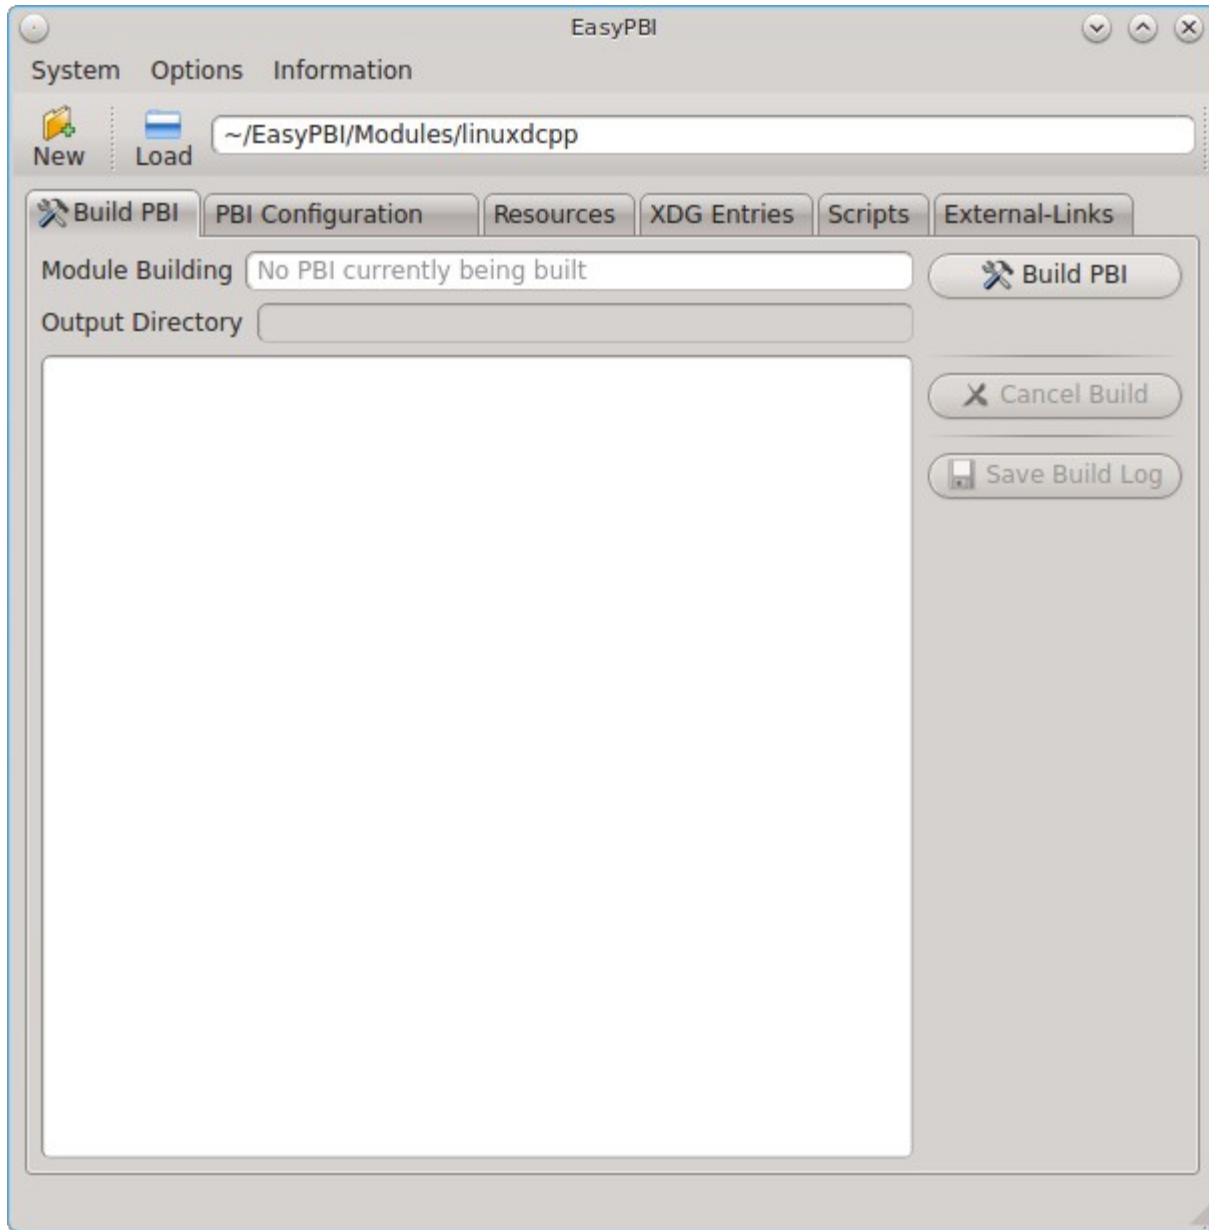 EasyPBI
System Options Information
New Load ~/EasyPBI/Modules/linuxdcpp
Build PBI PBI Configuration Resources XDG Entries Scripts External-Links
Module Building No PBI currently being built Build PBI
Output Directory
Cancel Build
Save Build Log